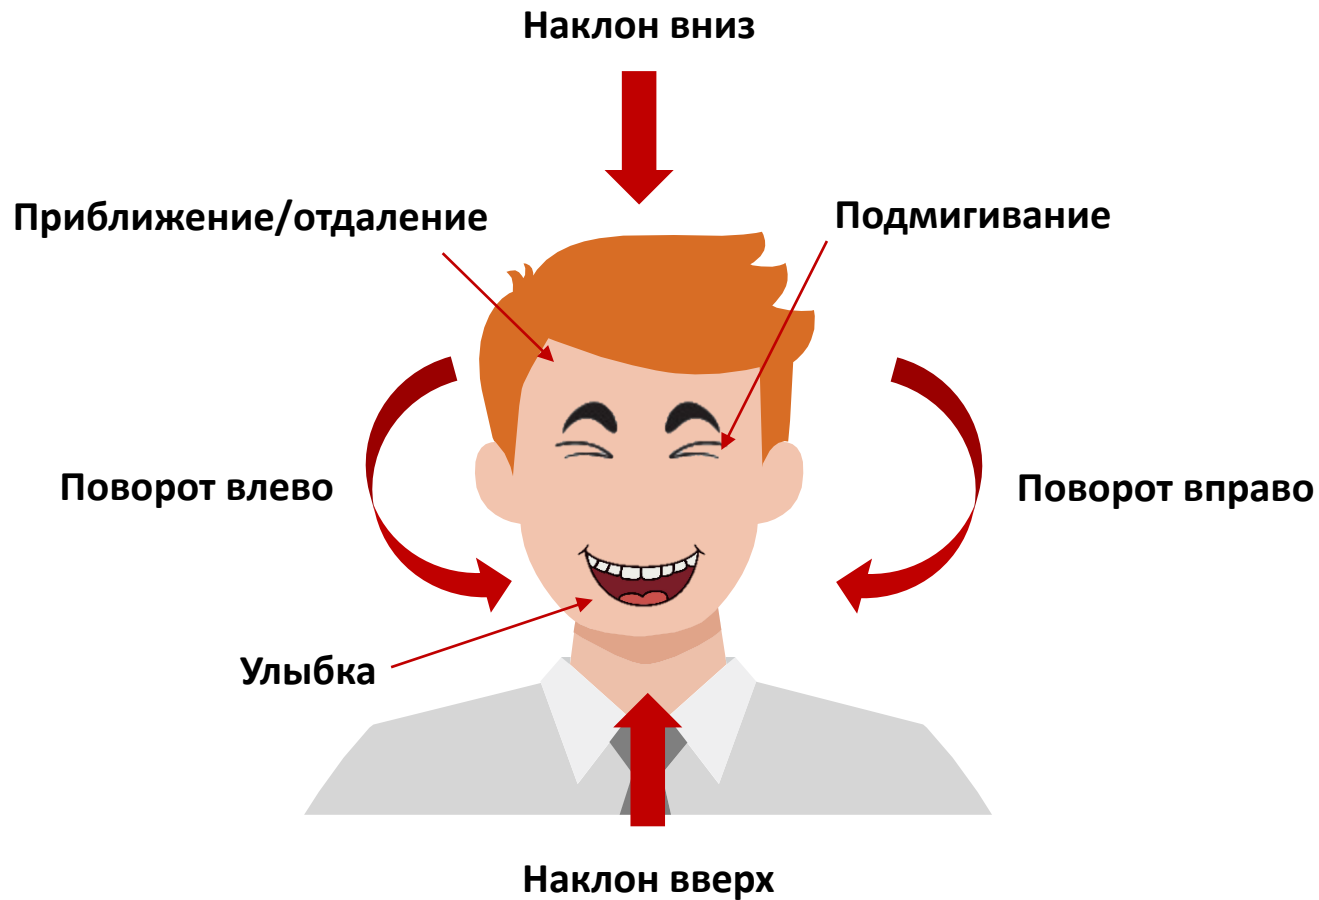 Наклон вниз
Приближение/отдаление
Подмигивание
Поворот влево
Поворот вправо
Улыбка
Наклон вверх